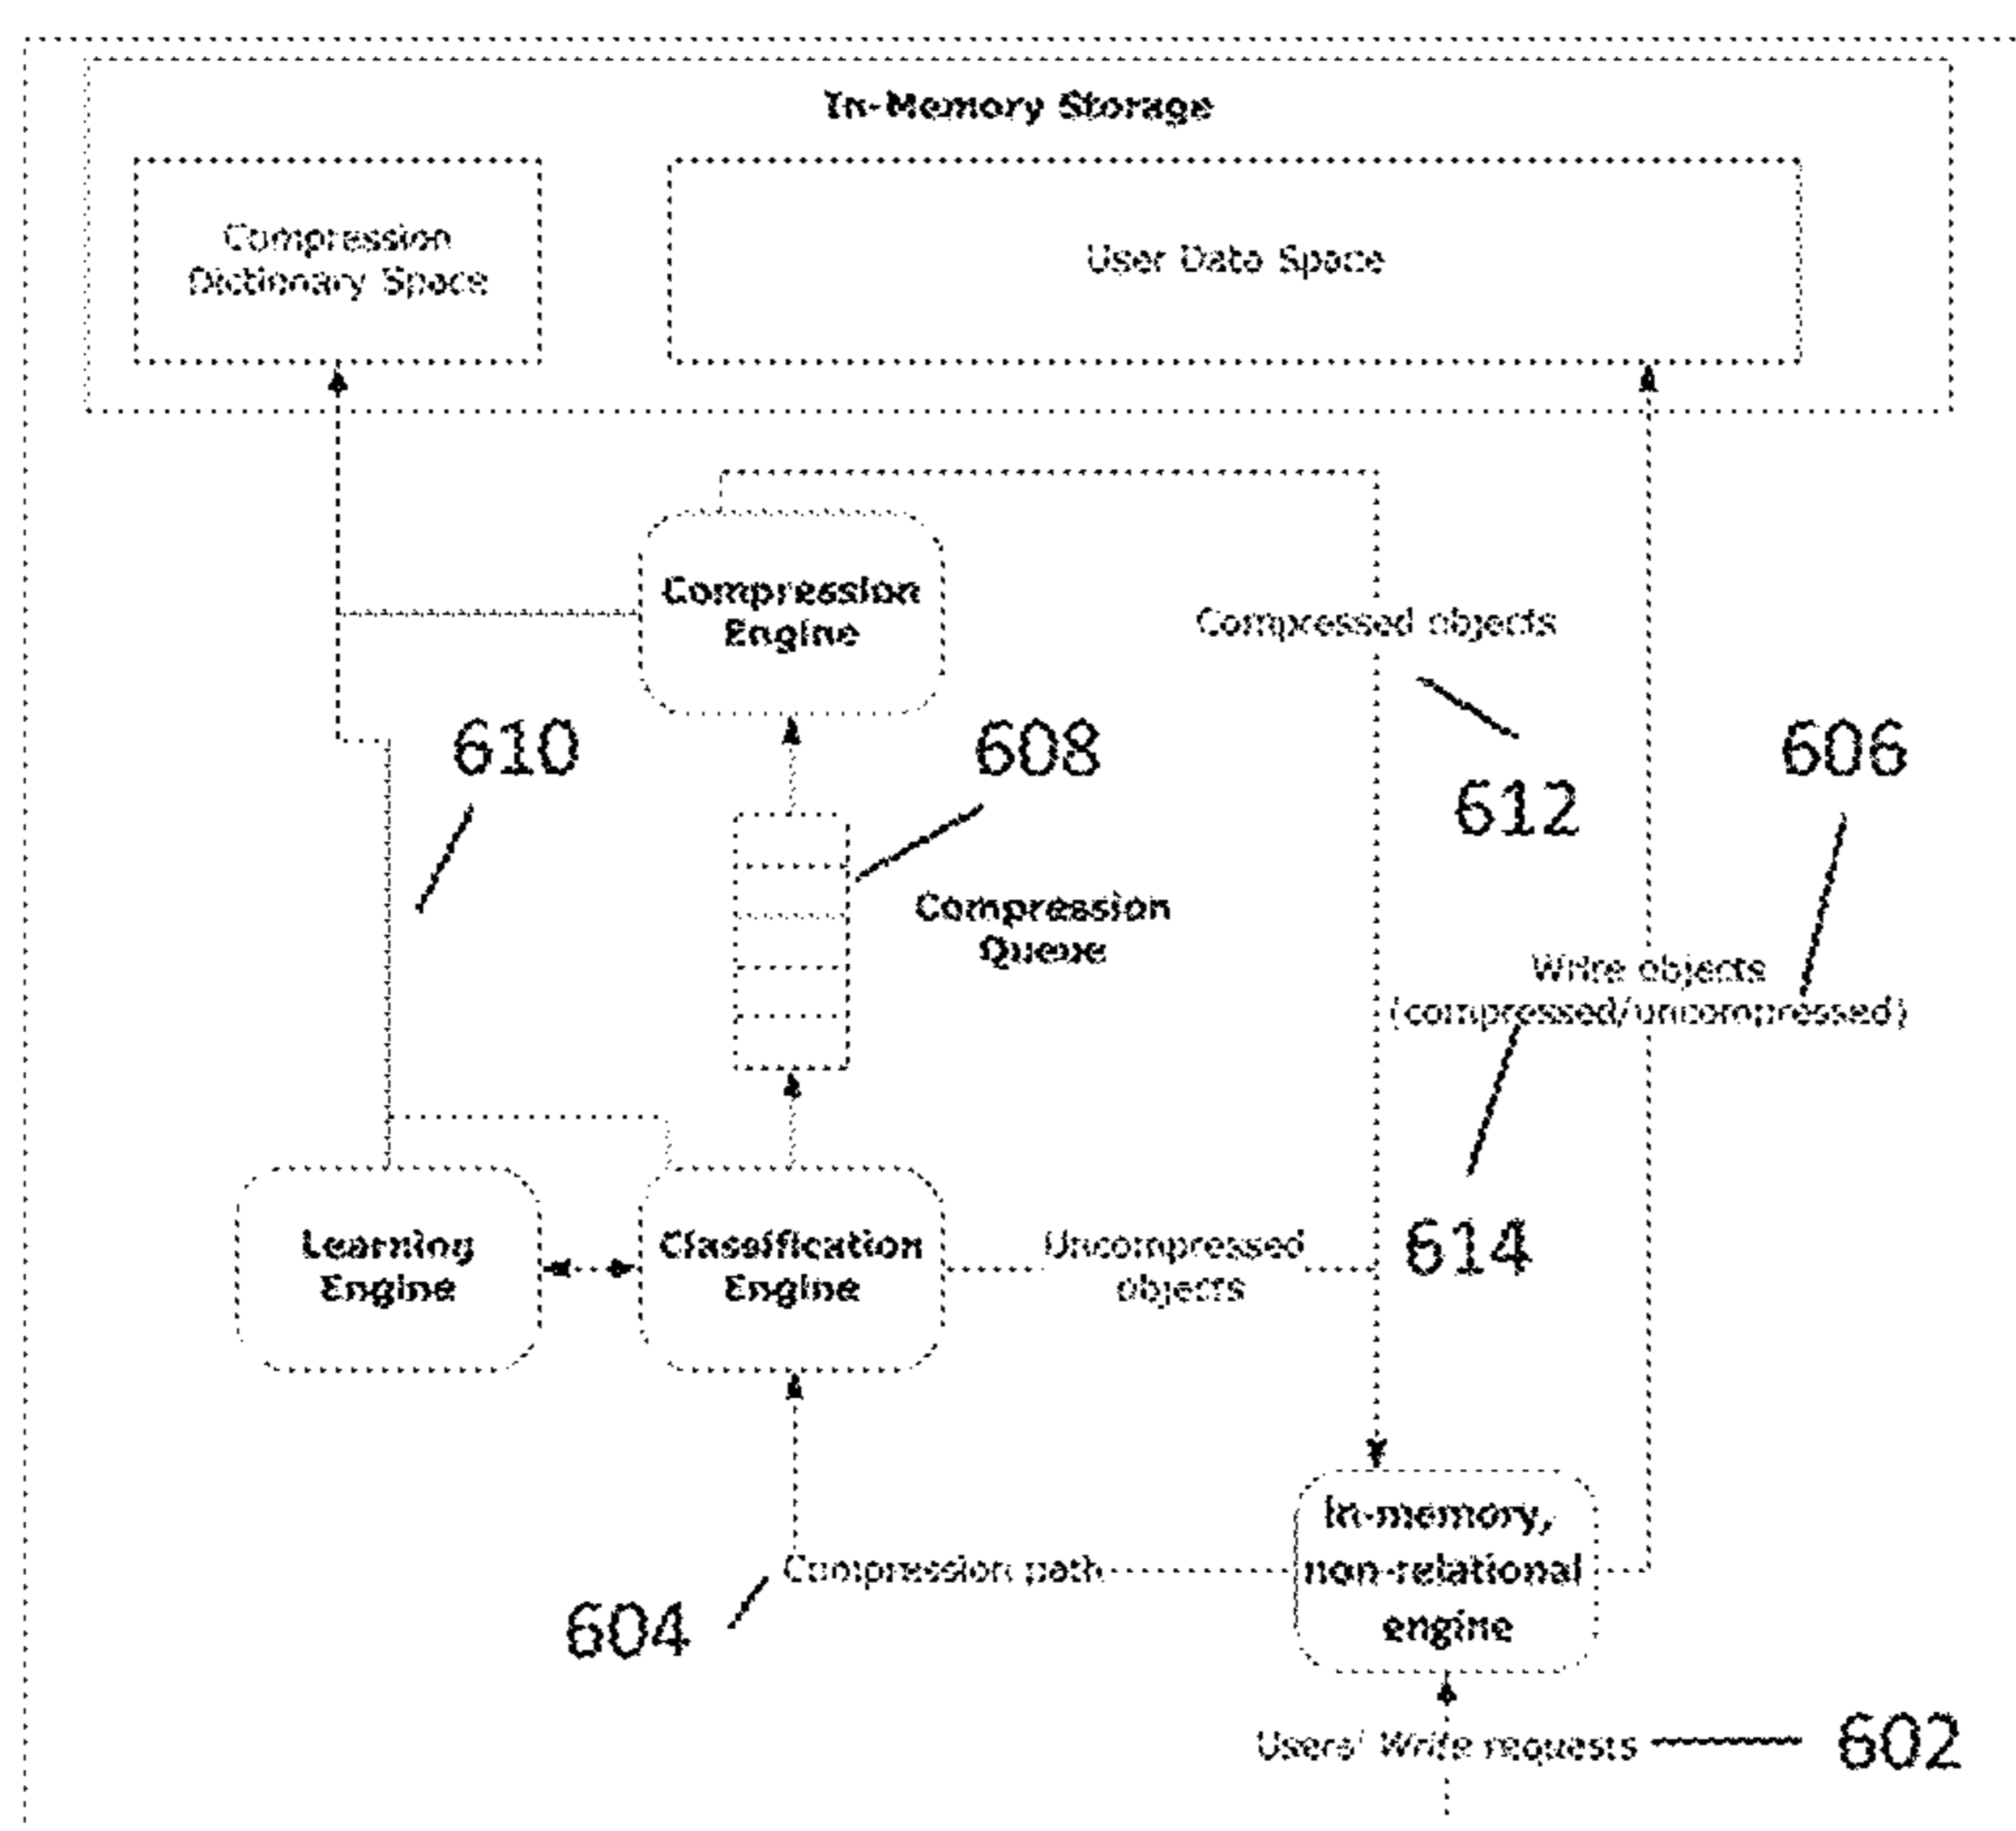 In-Memory Storage
Compression
Dictionary Space
User Data Space
Compression
Engine
Compressed objects
610
608
606
612
Compression
Queue
Write objects
(compressed/uncompressed)
Learning
Engine
Classification
Engine
Uncompressed
objects
614
In-memory,
non-relational
engine
Compression path
604
Users' Write requests
602